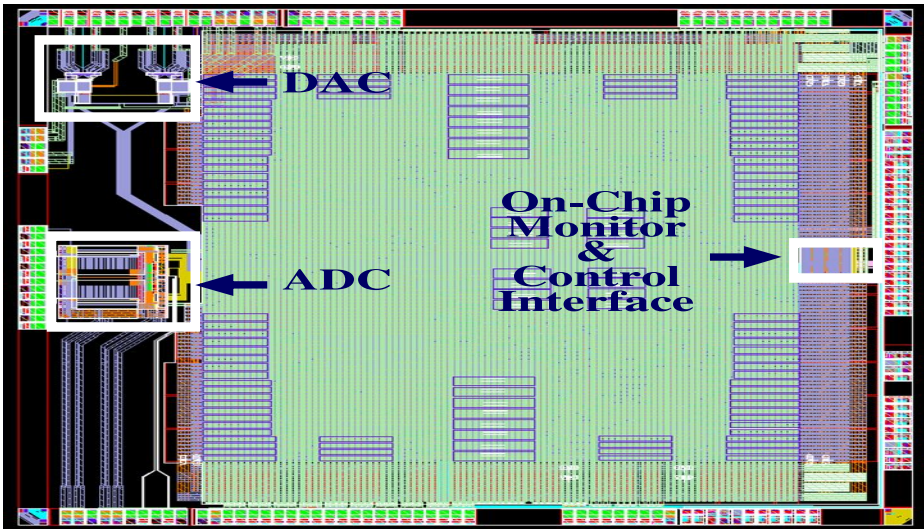 DAC
On-Chip
Monitor
&
Control
Interface
ADC